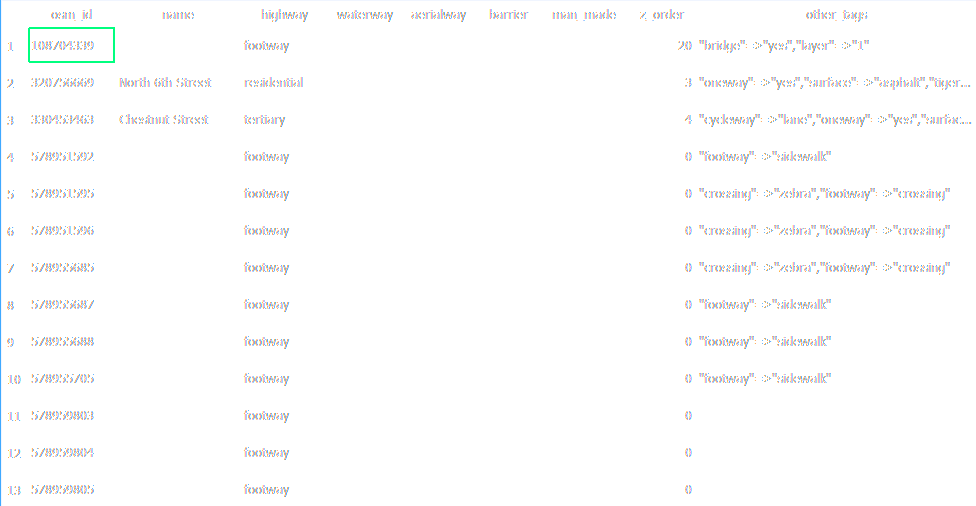 osm_id name highway waterway aerialway barrier man_made z_order other_tags
1 108704339 footway 20 "bridge"=>"yes","layer"=>"1"
2 320756669 North 6th Street residential 3 "oneway"=>"yes","surface"=>"asphalt","tiger...
3 330453463 Chestnut Street tertiary 4 "cycleway"=>"lane","oneway"=>"yes","surfac...
4 578951592 footway 0 "footway"=>"sidewalk"
5 578951595 footway 0 "crossing"=>"zebra","footway"=>"crossing"
6 578951596 footway 0 "crossing"=>"zebra","footway"=>"crossing"
7 578955685 footway 0 "crossing"=>"zebra","footway"=>"crossing"
8 578955687 footway 0 "footway"=>"sidewalk"
9 578955688 footway 0 "footway"=>"sidewalk"
10 578955705 footway 0 "footway"=>"sidewalk"
11 578959803 footway 0
12 578959804 footway 0
13 578959805 footway 0